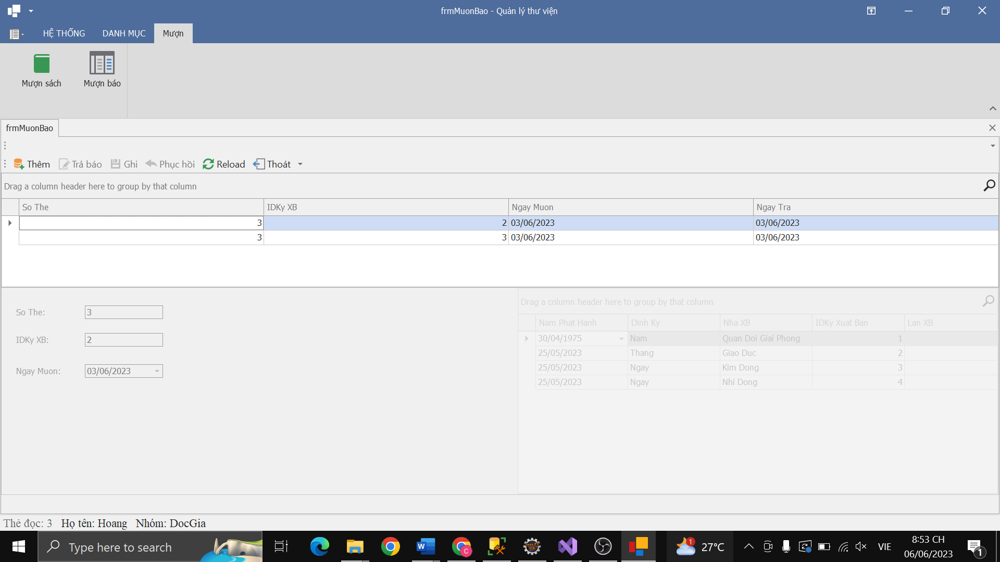 frmMuonBao - Quản lý thư viện
HỆ THỐNG DANH MỤC Mượn
Mượn sách Mượn báo
frmMuonBao
Thêm Trả báo Ghi Phục hồi Reload Thoát
Drag a column header here to group by that column
So The IDKy XB Ngay Muon Ngay Tra
3 2 03/06/2023 03/06/2023
3 3 03/06/2023 03/06/2023
So The: 3
IDKy XB: 2
Ngay Muon: 03/06/2023
Drag a column header here to group by that column
Nam Phat Hanh Dinh Ky Nha XB IDKy Xuat Ban Lan XB
30/04/1975 Nam Quan Doi Giai Phong 1
25/05/2023 Thang Giao Duc 2
25/05/2023 Ngay Kim Dong 3
25/05/2023 Ngay Nhi Dong 4
Thẻ đọc: 3 Họ tên: Hoang Nhóm: DocGia
Type here to search
W
C
Java EE
IDE
1
27°C
VIE
8:53 CH
06/06/2023
1